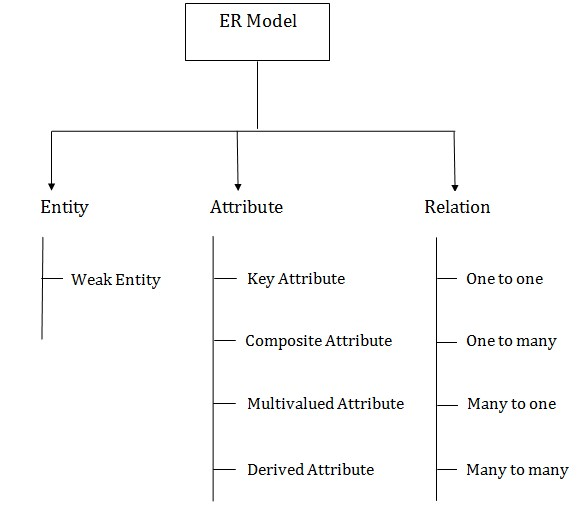 ER Model
Entity
Attribute
Relation
Weak Entity
Key Attribute
One to one
Composite Attribute
One to many
Multivalued Attribute
Many to one
Derived Attribute
Many to many